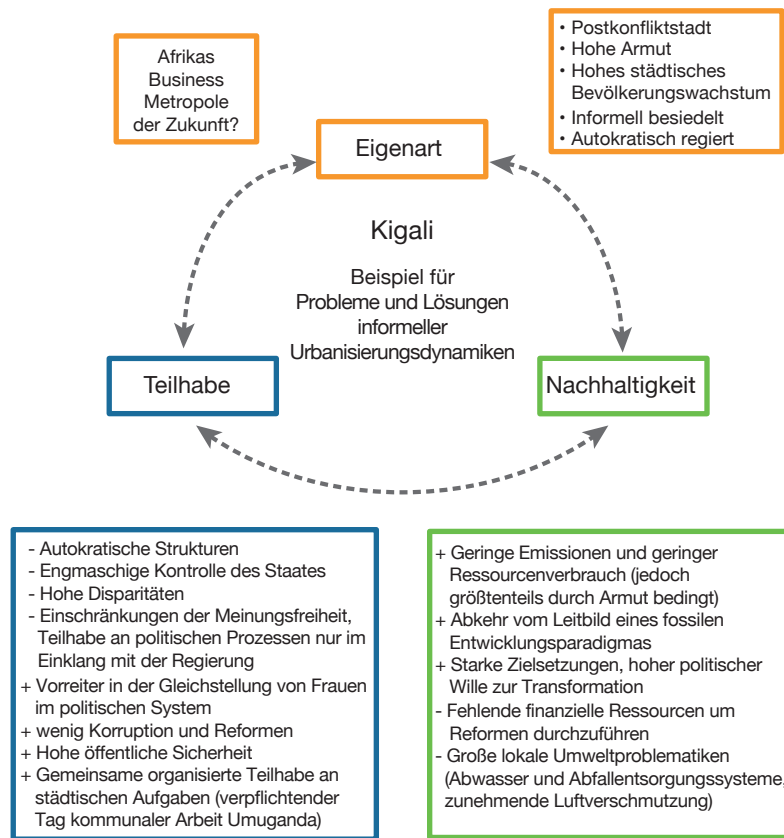 Afrikas
Business
Metropole
der Zukunft?
• Postkonfliktstadt
• Hohe Armut
• Hohes städtisches
Bevölkerungswachstum
• Informell besiedelt
• Autokratisch regiert
Eigenart
Kigali
Beispiel für
Probleme und Lösungen
informeller
Urbanisierungsdynamiken
Teilhabe
Nachhaltigkeit
- Autokratische Strukturen
- Engmaschige Kontrolle des Staates
- Hohe Disparitäten
- Einschränkungen der Meinungsfreiheit,
Teilhabe an politischen Prozessen nur im
Einklang mit der Regierung
+ Vorreiter in der Gleichstellung von Frauen
im politischen System
+ wenig Korruption und Reformen
+ Hohe öffentliche Sicherheit
+ Gemeinsame organisierte Teilhabe an
städtischen Aufgaben (verpflichtender
Tag kommunaler Arbeit Umuganda)
+ Geringe Emissionen und geringer
Ressourcenverbrauch (jedoch
größtenteils durch Armut bedingt)
+ Abkehr vom Leitbild eines fossilen
Entwicklungsparadigmas
+ Starke Zielsetzungen, hoher politischer
Wille zur Transformation
- Fehlende finanzielle Ressourcen um
Reformen durchzuführen
- Große lokale Umweltproblematiken
(Abwasser und Abfallentsorgungssysteme,
zunehmende Luftverschmutzung)